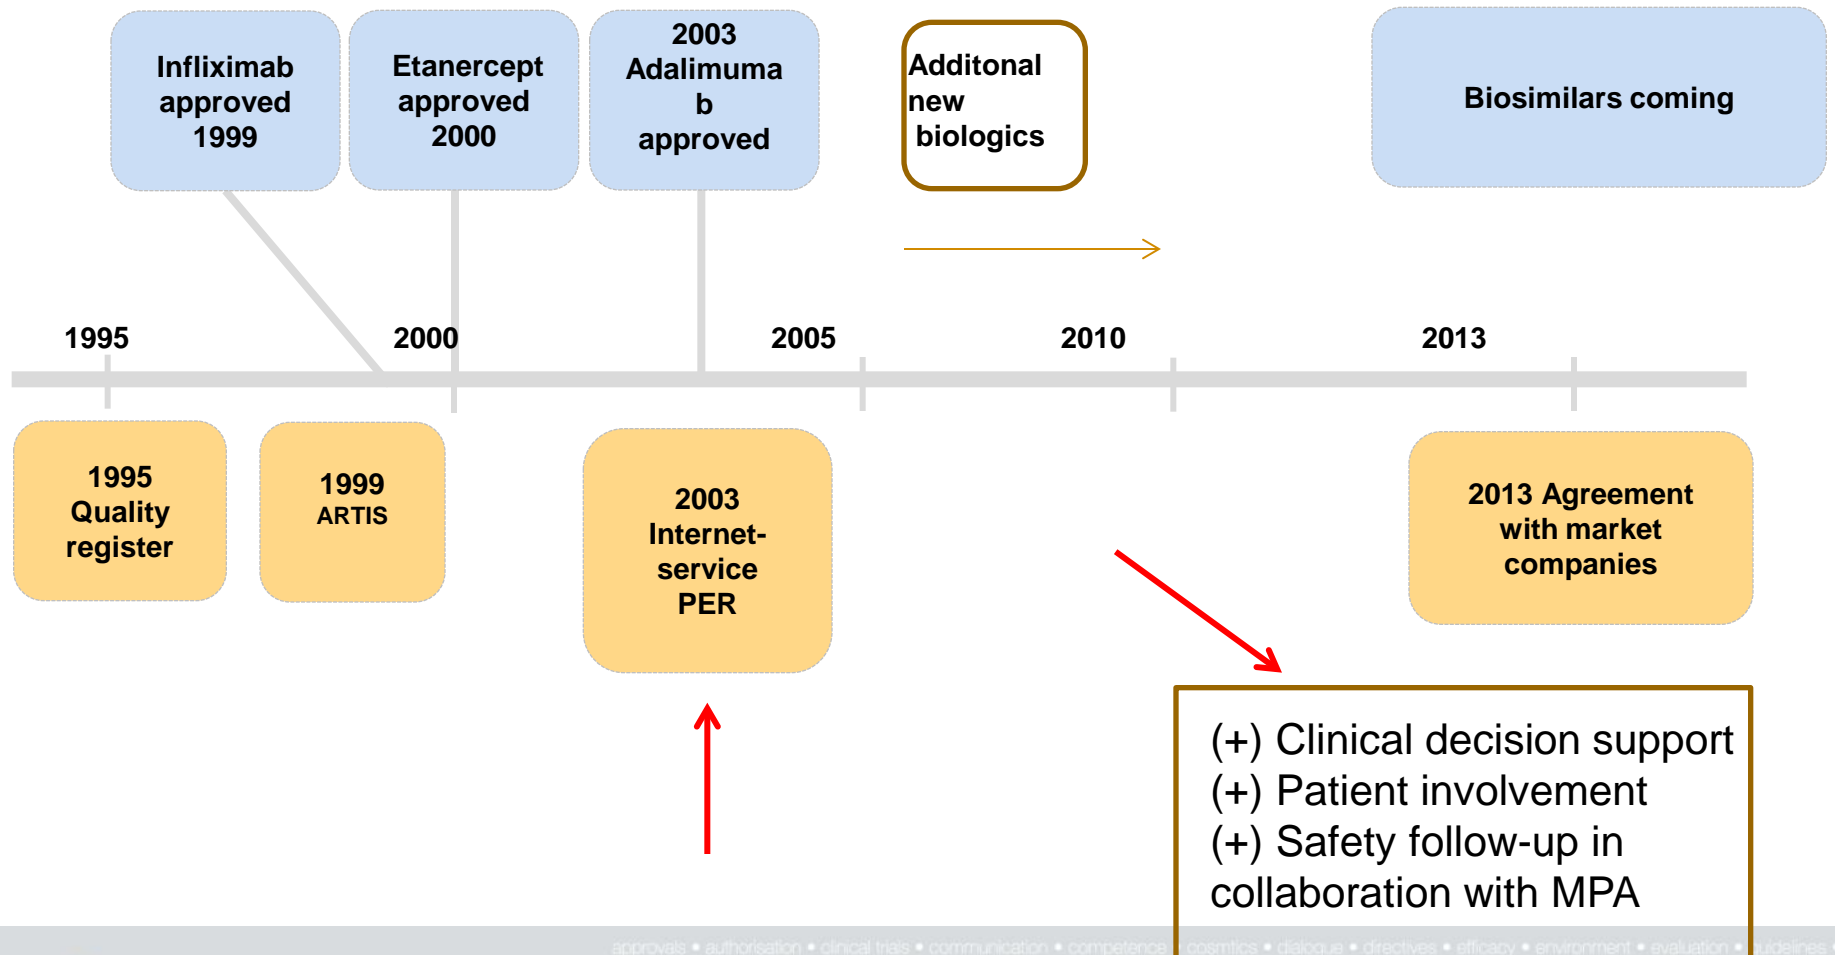 Infliximab
approved
1999
Etanercept
approved
2000
2003
Adalimuma
b
approved
Additonal
new
biologics
Biosimilars coming
1995
2000
2005
2010
2013
1995
Quality
register
1999
ARTIS
2003
Internet-
service
PER
2013 Agreement
with market
companies
(+) Clinical decision support
(+) Patient involvement
(+) Safety follow-up in
collaboration with MPA
approvals • authorisation • clinical trials • communication • competence • cosmtics • dialogue • directives • efficacy • environment • evaluation • guidelines •